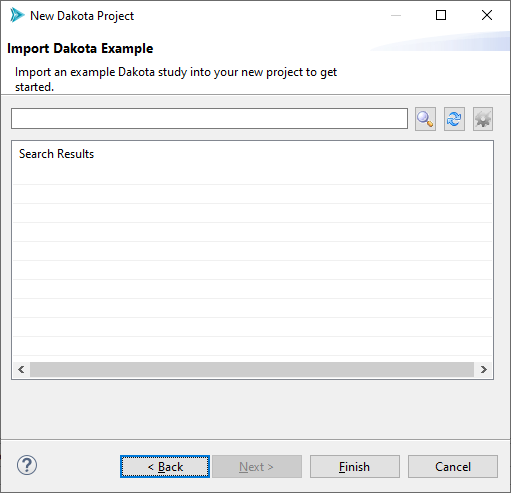 New Dakota Project
Import Dakota Example
Import an example Dakota study into your new project to get
started.
Search Results
< Back
Next >
Finish
Cancel